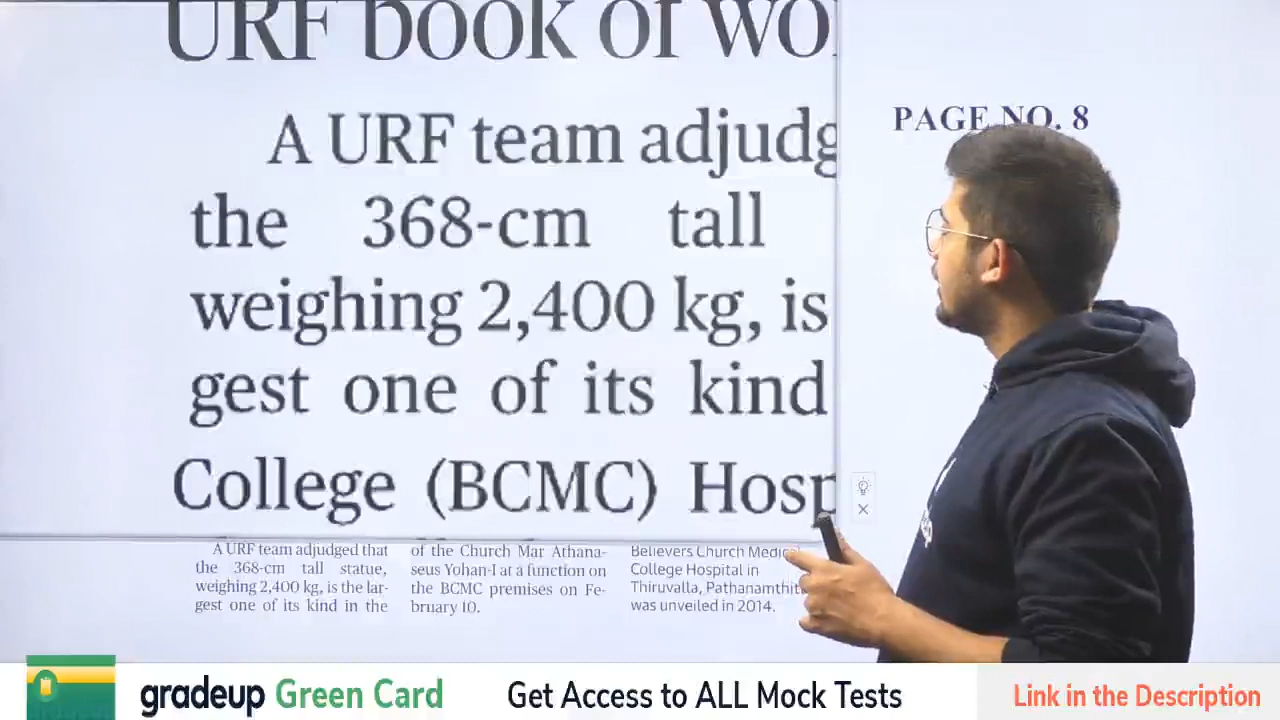 URF book of wo
A URF team adjudg
the 368-cm tall
weighing 2,400 kg, is
gest one of its kind
College (BCMC) Hosp
PAGE NO. 8
A URF team adjudged that
the 368-cm tall statue,
weighing 2,400 kg, is the lar-
gest one of its kind in the
of the Church Mar Athana-
seus Yohan-I at a function on
the BCMC premises on Fe-
bruary 10.
Believers Church Medic
College Hospital in
Thiruvalla, Pathanamthit
was unveiled in 2014.
gradeup Green Card
Get Access to ALL Mock Tests
Link in the Description